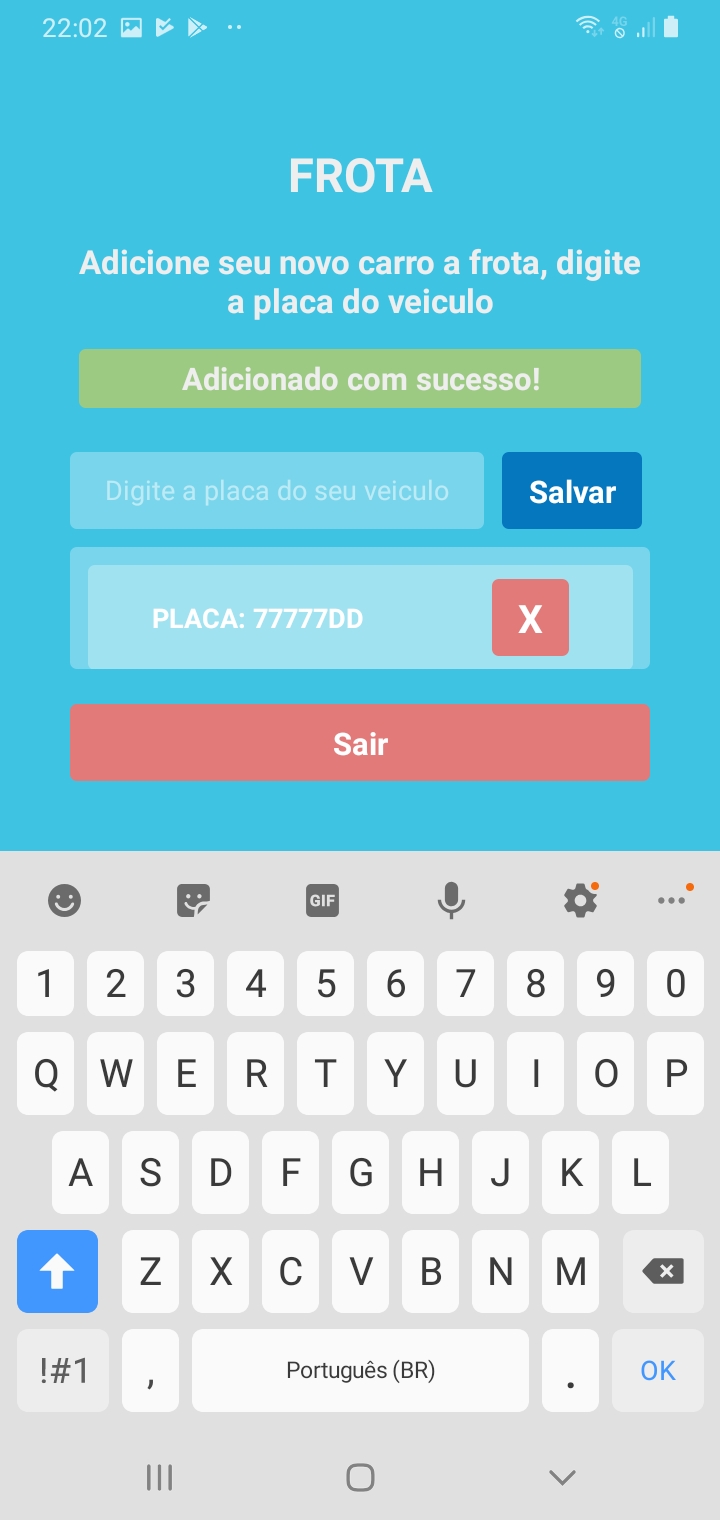 22:02
4G
FROTA
Adicione seu novo carro a frota, digite
a placa do veiculo
Adicionado com sucesso!
Digite a placa do seu veiculo
Salvar
PLACA: 77777DD
X
Sair
GIF
1 2 3 4 5 6 7 8 9 0
Q W E R T Y U I O P
A S D F G H J K L
Z X C V B N M
!#1 , Português (BR) . OK